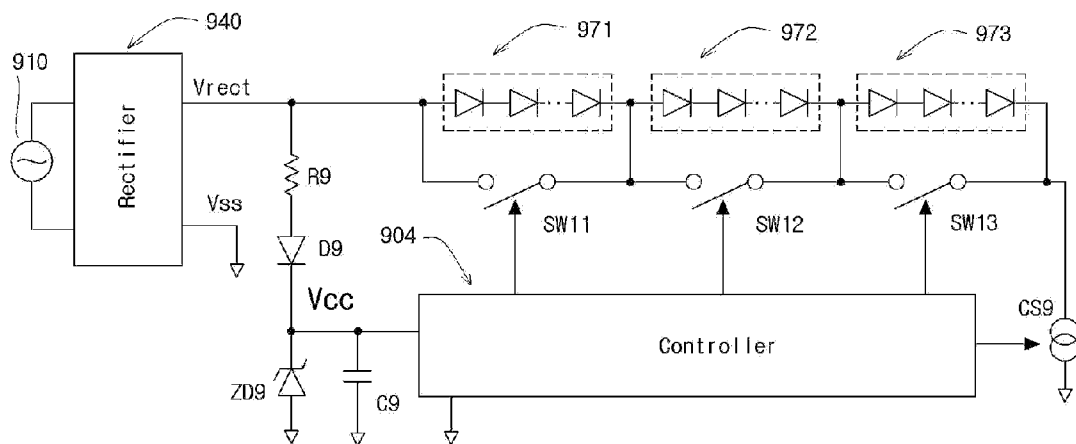 940
971
972
973
910
Vrect
Rectifier
R9
Vss
SW11
SW12
SW13
D9
904
Vcc
CS9
Controller
ZD9
C9